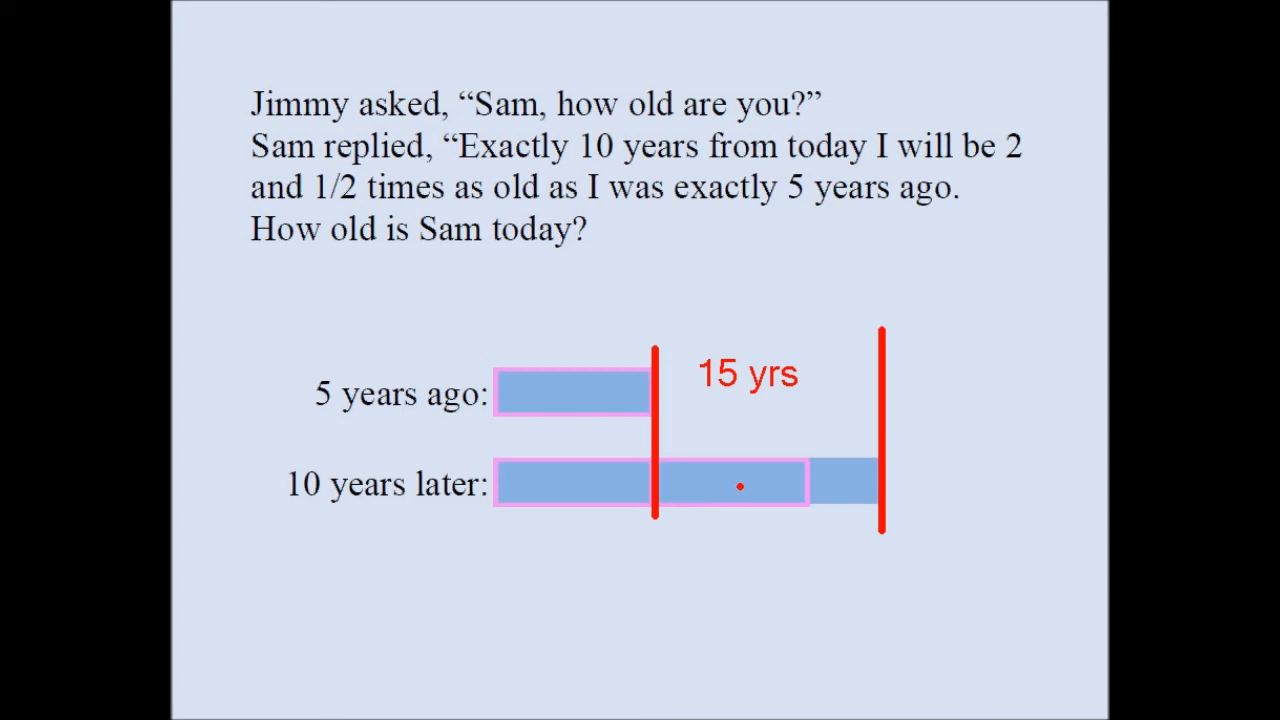 Jimmy asked, “Sam, how old are you?”
Sam replied, “Exactly 10 years from today I will be 2
and 1/2 times as old as I was exactly 5 years ago.
How old is Sam today?
15 yrs
5 years ago:
10 years later: